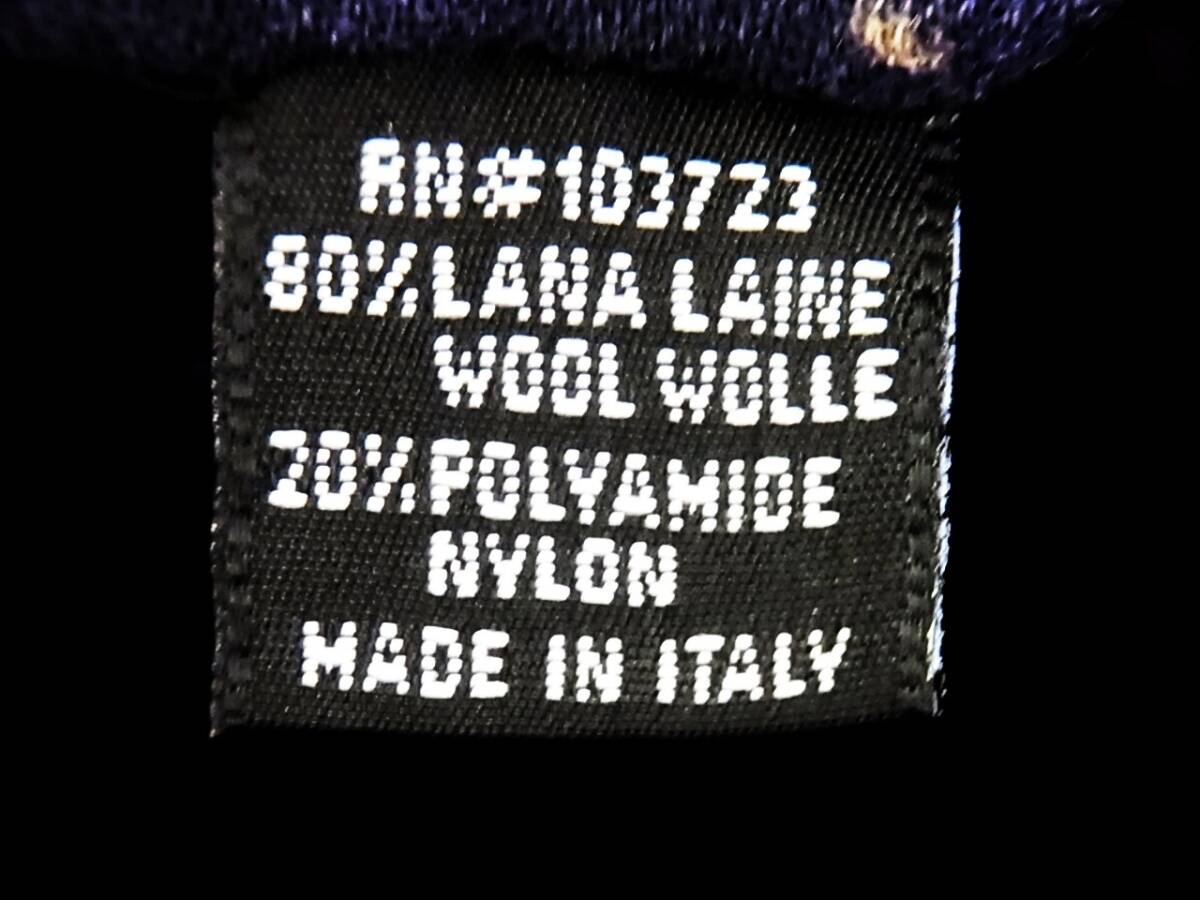 RN#103723
80%LANA LAINE
WOOL WOLLE
20%POLYAMIDE
NYLON
MADE IN ITALY